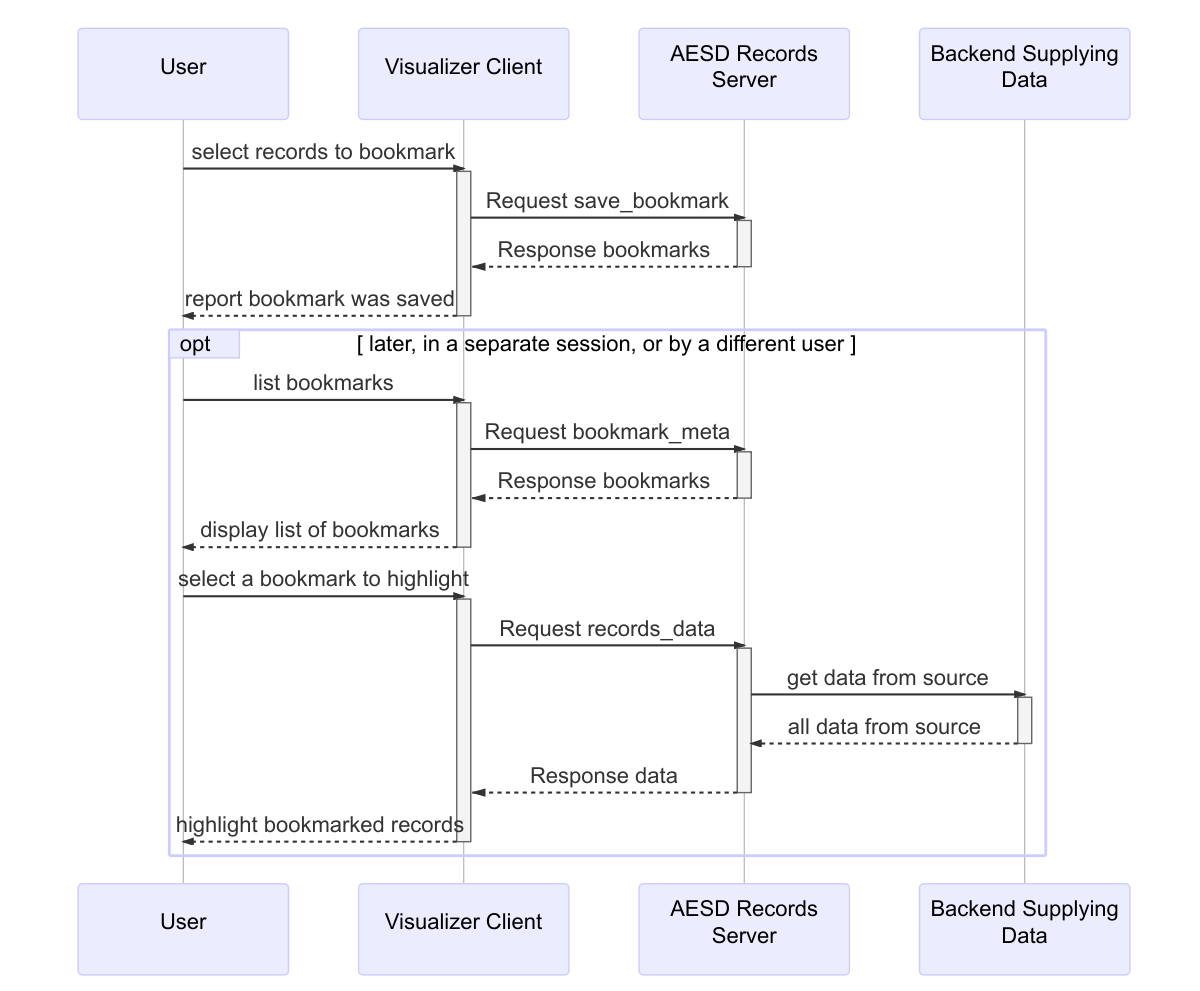 User
Visualizer Client
AESD Records
Server
Backend Supplying
Data
select records to bookmark
Request save_bookmark
Response bookmarks
report bookmark was saved
opt
[ later, in a separate session, or by a different user ]
list bookmarks
Request bookmark_meta
Response bookmarks
display list of bookmarks
select a bookmark to highlight
Request records_data
get data from source
all data from source
Response data
highlight bookmarked records
User
Visualizer Client
AESD Records
Server
Backend Supplying
Data